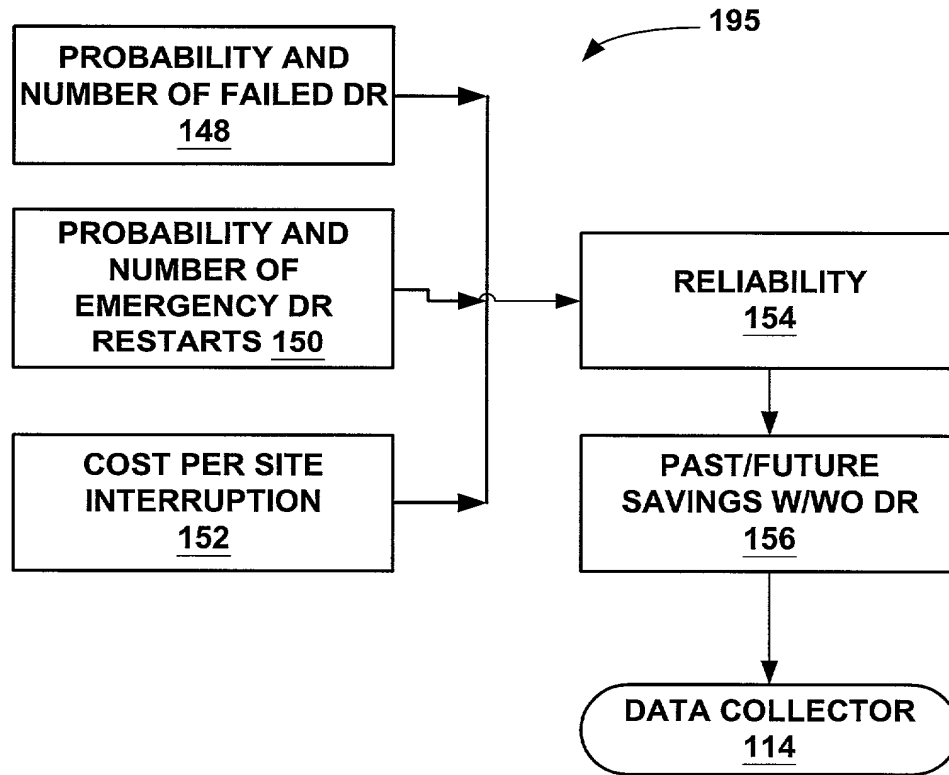 195
PROBABILITY AND
NUMBER OF FAILED DR
148
PROBABILITY AND
NUMBER OF
EMERGENCY DR
RESTARTS 150
COST PER SITE
INTERRUPTION
152
RELIABILITY
154
PAST/FUTURE
SAVINGS W/WO DR
156
DATA COLLECTOR
114